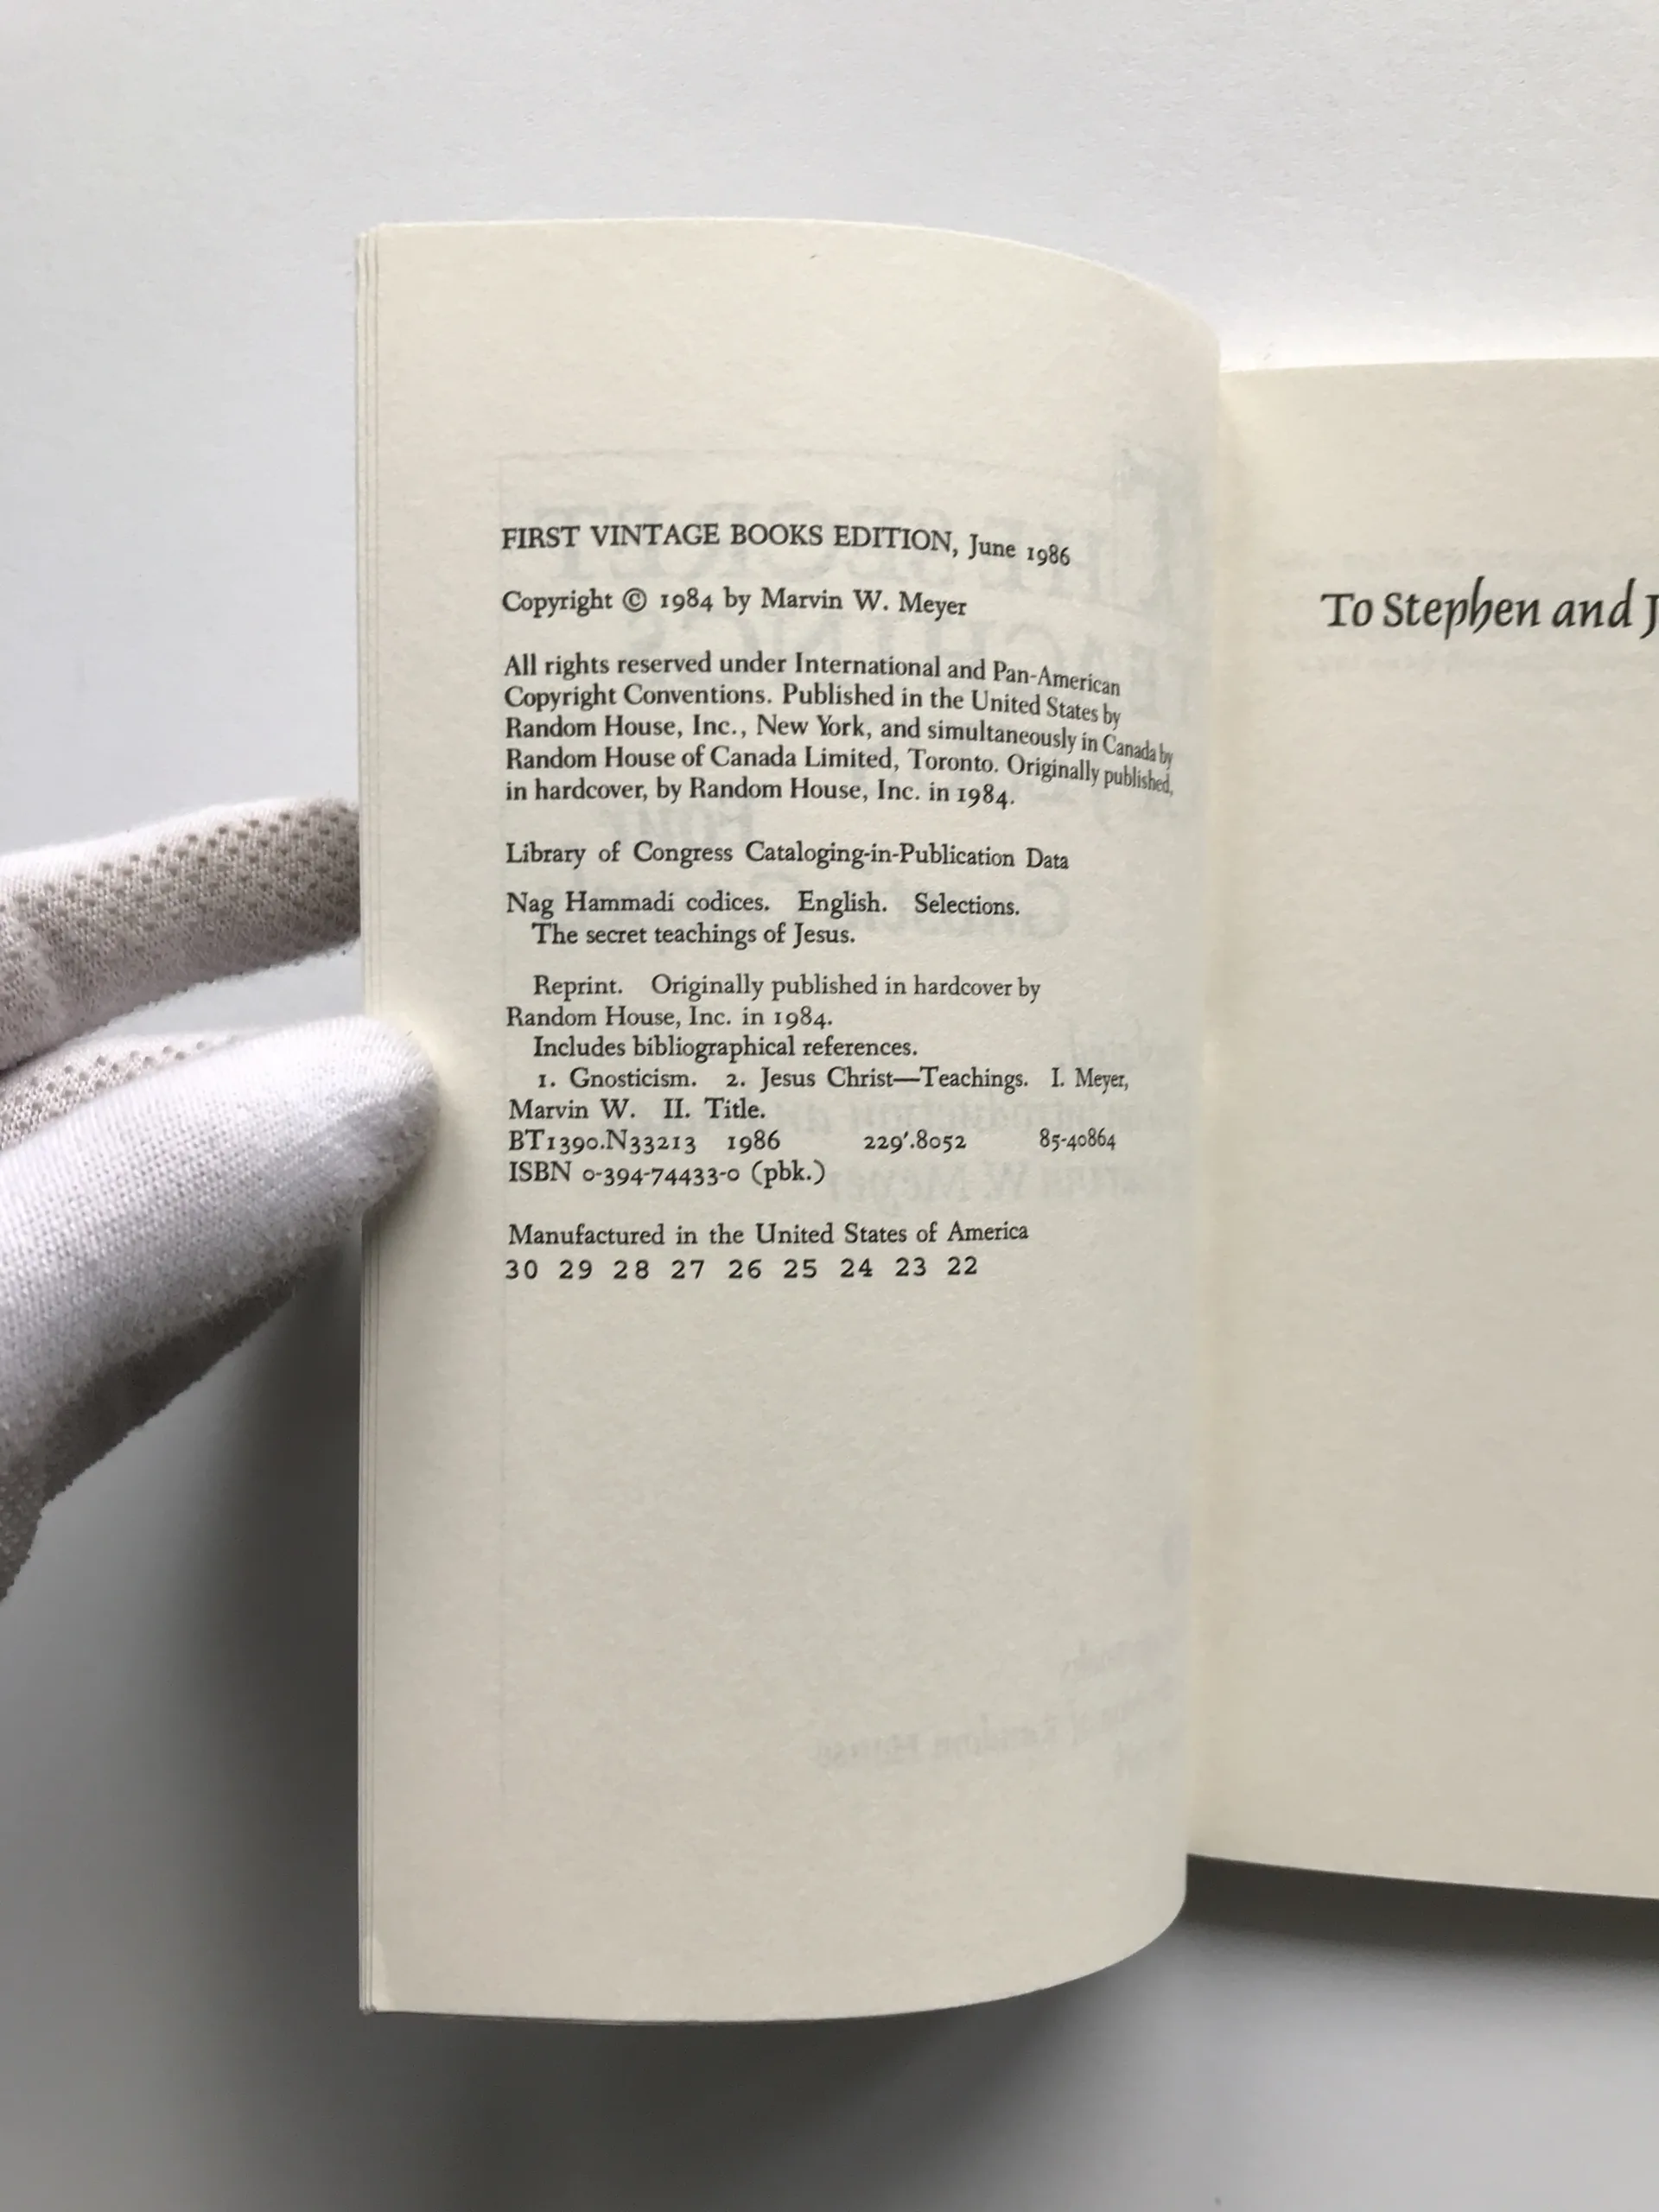 FIRST VINTAGE BOOKS EDITION, June 1986
Copyright © 1984 by Marvin W. Meyer
All rights reserved under International and Pan-American
Copyright Conventions. Published in the United States by
Random House, Inc., New York, and simultaneously in Canada by
Random House of Canada Limited, Toronto. Originally published,
in hardcover, by Random House, Inc. in 1984.
Library of Congress Cataloging-in-Publication Data
Nag Hammadi codices. English. Selections.
The secret teachings of Jesus.
Reprint. Originally published in hardcover by
Random House, Inc. in 1984.
Includes bibliographical references.
1. Gnosticism. 2. Jesus Christ—Teachings. I. Meyer,
Marvin W. II. Title.
BT1390.N33213 1986 229'.8052 85-40864
ISBN 0-394-74433-0 (pbk.)
Manufactured in the United States of America
30 29 28 27 26 25 24 23 22
To Stephen and J